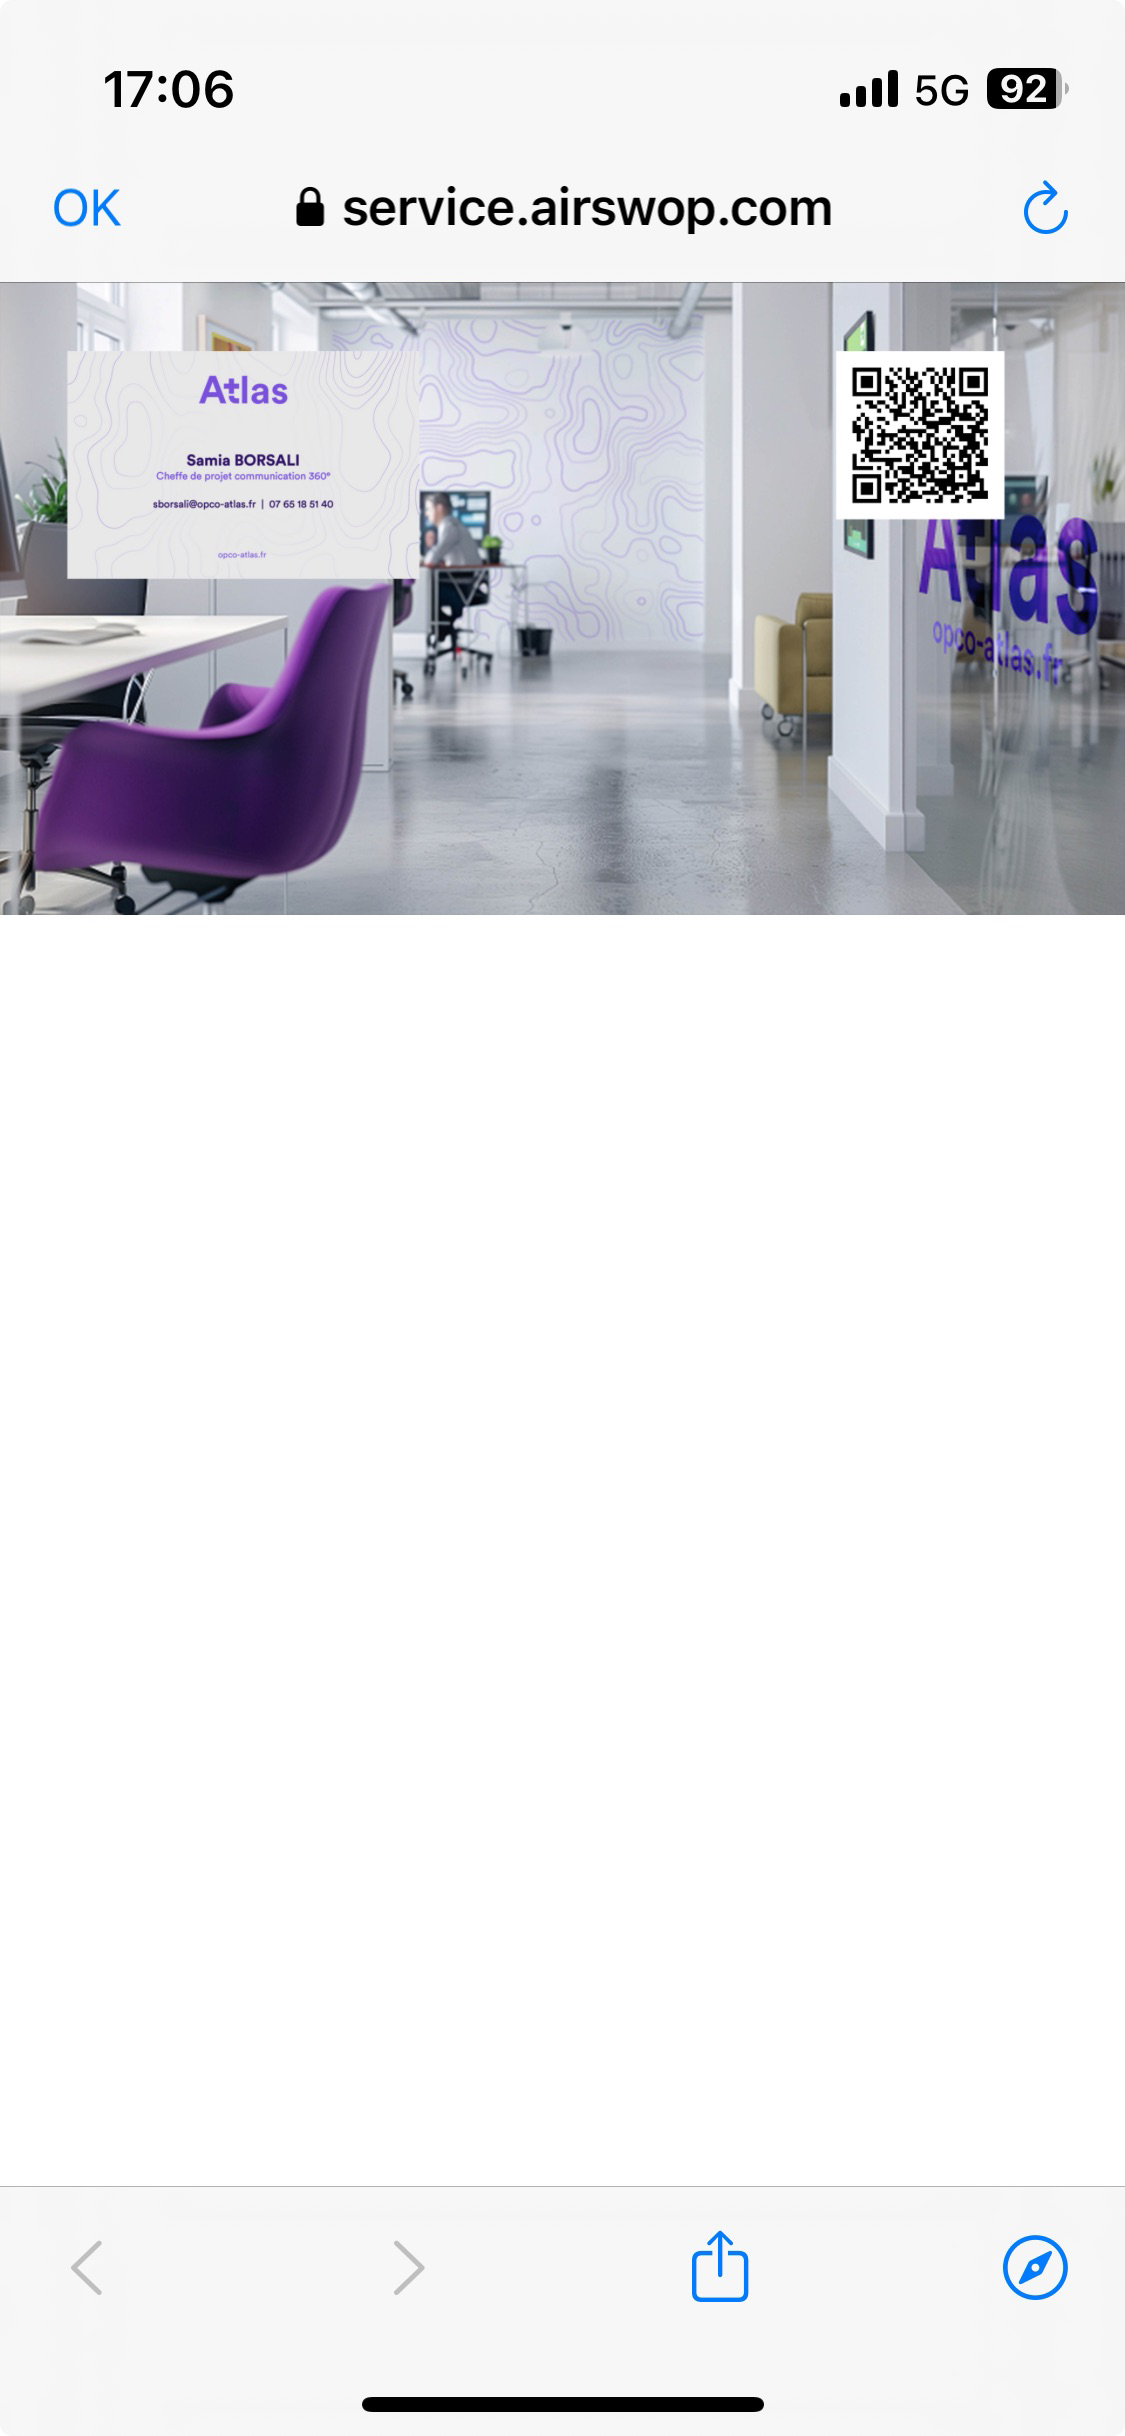 17:06
5G
92
OK
service.airswop.com
Atlas
Samia BORSALI
Cheffe de projet communication 360°
sborsali@opco-atlas.fr | 07 65 18 51 40
opco-atlas.fr
Atlas
opco-atlas.fr